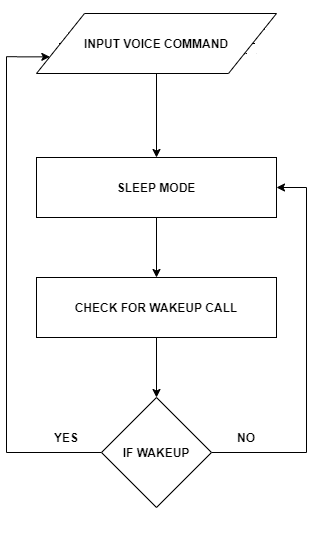 INPUT VOICE COMMAND
SLEEP MODE
CHECK FOR WAKEUP CALL
YES
NO
IF WAKEUP